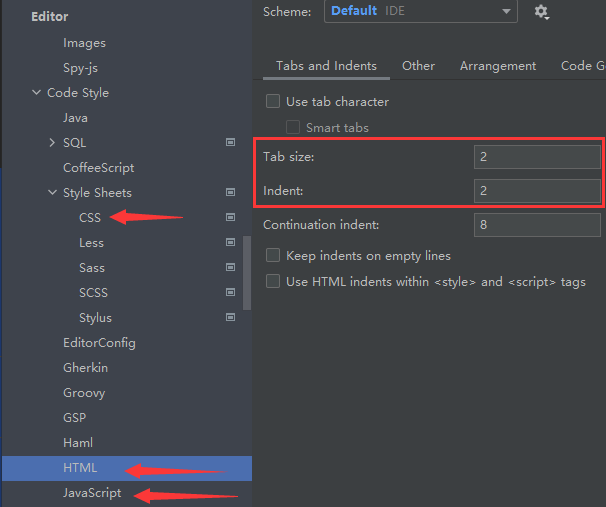 Editor
Images
Spy-js
Code Style
Java
SQL
CoffeeScript
Style Sheets
CSS
Less
Sass
SCSS
Stylus
EditorConfig
Gherkin
Groovy
GSP
Haml
HTML
JavaScript
Scheme: Default IDE
Tabs and Indents Other Arrangement Code G
Use tab character
Smart tabs
Tab size: 2
Indent: 2
Continuation indent: 8
Keep indents on empty lines
Use HTML indents within <style> and <script> tags